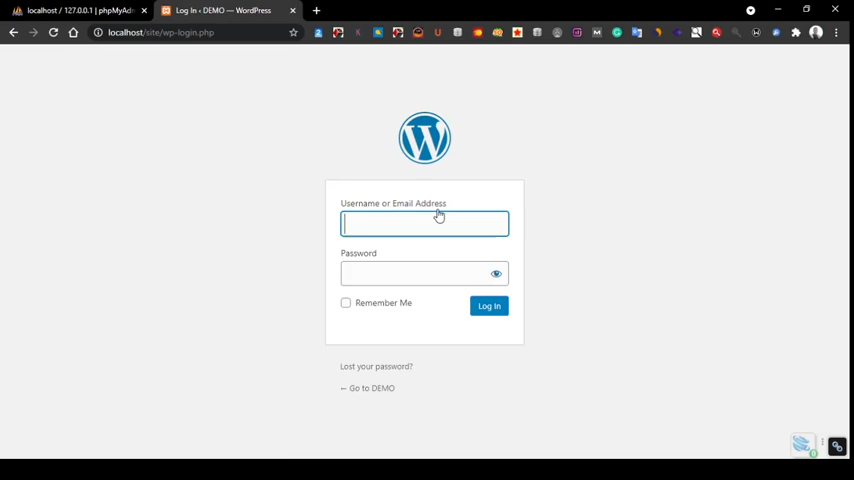 localhost / 127.0.0.1 | phpMyAdm
Log In ‹ DEMO — WordPress
localhost/site/wp-login.php
Username or Email Address
Password
Remember Me
Log In
Lost your password?
← Go to DEMO